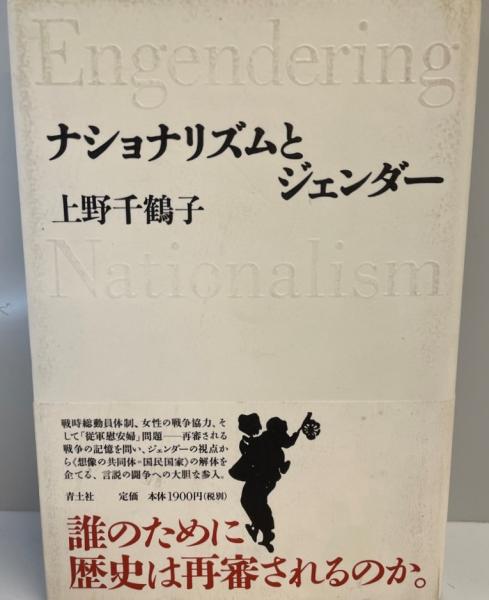 Engendering
ナショナリズムと
ジェンダー
上野千鶴子
Nationalism
戦時総動員体制、女性の戦争協力、そ
して「従軍慰安婦」問題──再審される
戦争の記憶を問い、ジェンダーの視点か
ら《想像の共同体=国民国家》の解体を
企てる、言説の闘争への大胆な参入。
青土社 定価 本体1900円(税別)
誰のために
歴史は再審されるのか。